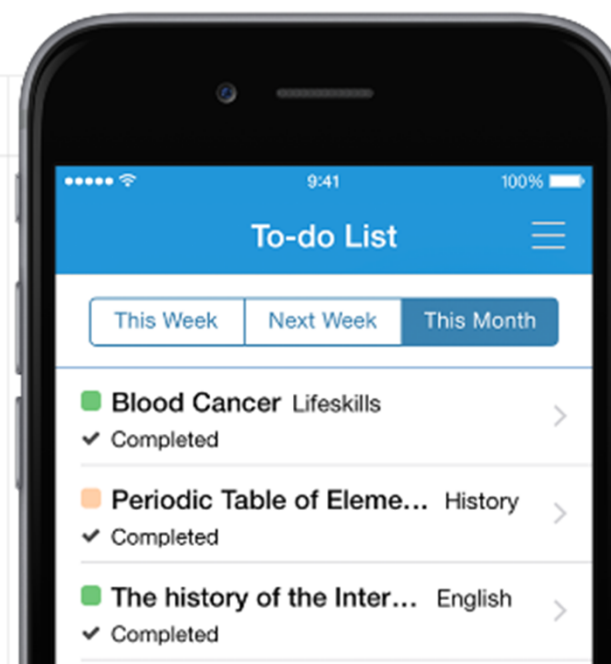 9:41 100%
To-do List
This Week Next Week This Month
Blood Cancer Lifeskills
Completed
Periodic Table of Eleme... History
Completed
The history of the Inter... English
Completed